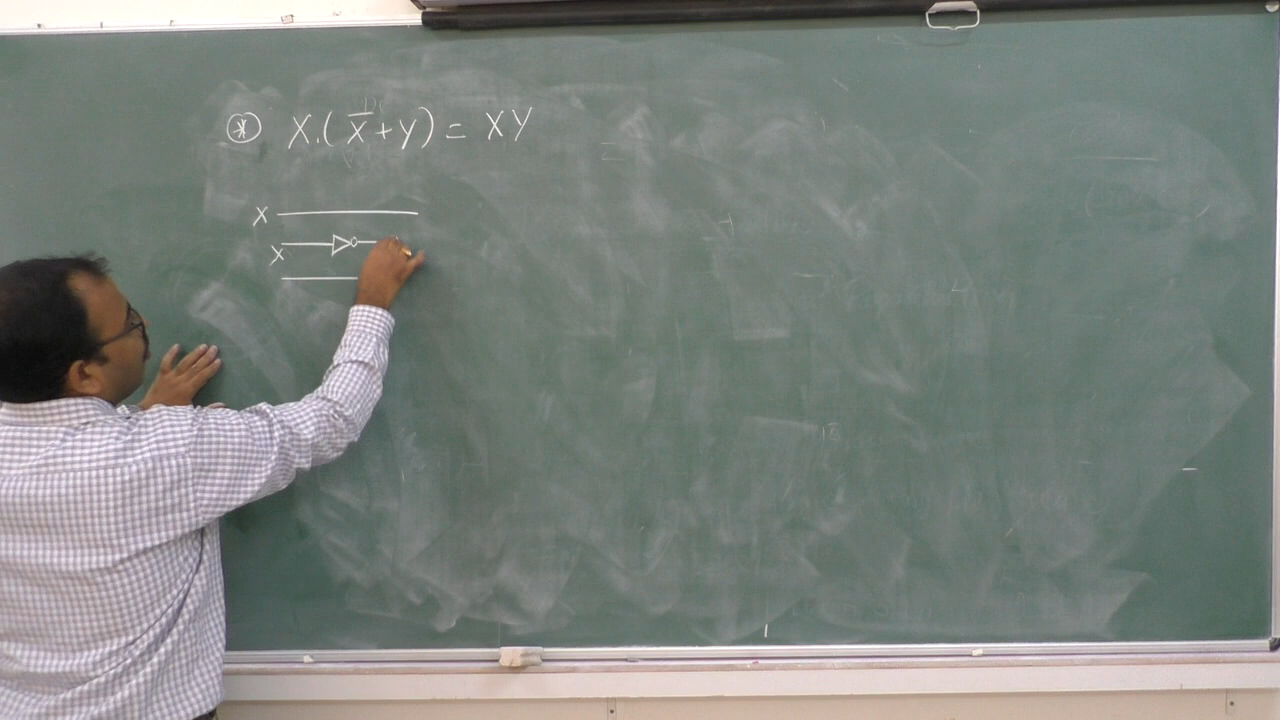 ⊛ X.(X̅+Y) = XY
X
X